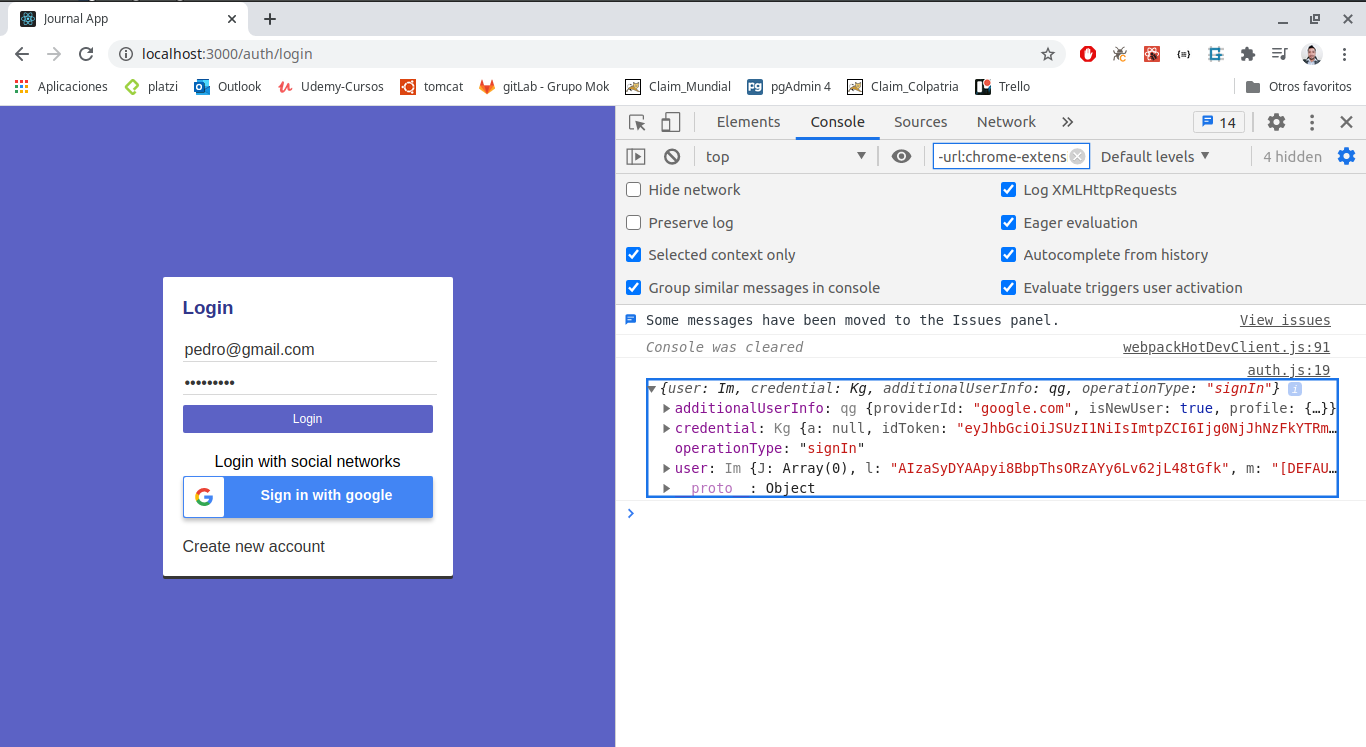 Journal App
localhost:3000/auth/login
Aplicaciones platzi Outlook Udemy-Cursos tomcat gitLab - Grupo Mok Claim_Mundial pgAdmin 4 Claim_Colpatria Trello Otros favoritos
Login
pedro@gmail.com
•••••••••
Login
Login with social networks
Sign in with google
Create new account
Elements Console Sources Network 14
top -url:chrome-extens Default levels 4 hidden
Hide network Log XMLHttpRequests
Preserve log Eager evaluation
Selected context only Autocomplete from history
Group similar messages in console Evaluate triggers user activation
Some messages have been moved to the Issues panel. View issues
Console was cleared webpackHotDevClient.js:91
auth.js:19
{user: Im, credential: Kg, additionalUserInfo: qg, operationType: "signIn"} i
additionalUserInfo: qg {providerId: "google.com", isNewUser: true, profile: {…}}
credential: Kg {a: null, idToken: "eyJhbGciOiJSUzI1NiIsImtpZCI6Ijg0NjJhNzFkYTRm…
operationType: "signIn"
user: Im {J: Array(0), l: "AIzaSyDYAApyi8BbpThsORzAYy6Lv62jL48tGfk", m: "[DEFAU…
__proto__: Object